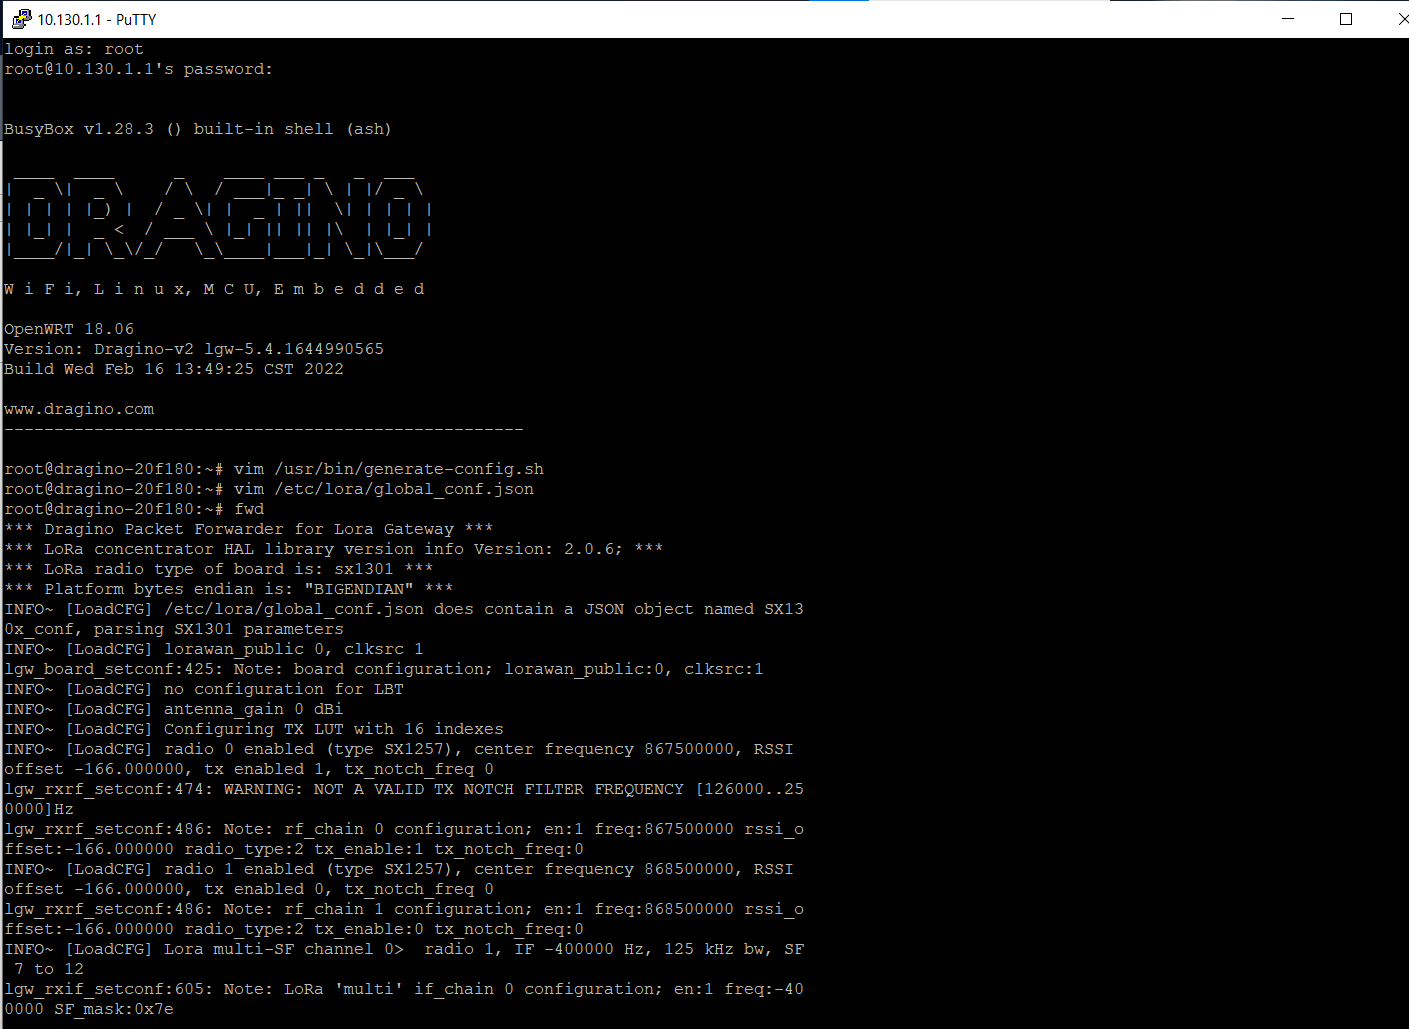 10.130.1.1 - PuTTY
login as: root
root@10.130.1.1's password:
BusyBox v1.28.3 () built-in shell (ash)
DRAGINO
W i F i, L i n u x, M C U, E m b e d d e d
OpenWRT 18.06
Version: Dragino-v2 lgw-5.4.1644990565
Build Wed Feb 16 13:49:25 CST 2022
www.dragino.com
----------------------------------------------------
root@dragino-20f180:~# vim /usr/bin/generate-config.sh
root@dragino-20f180:~# vim /etc/lora/global_conf.json
root@dragino-20f180:~# fwd
*** Dragino Packet Forwarder for Lora Gateway ***
*** LoRa concentrator HAL library version info Version: 2.0.6; ***
*** LoRa radio type of board is: sx1301 ***
*** Platform bytes endian is: "BIGENDIAN" ***
INFO~ [LoadCFG] /etc/lora/global_conf.json does contain a JSON object named SX13
0x_conf, parsing SX1301 parameters
INFO~ [LoadCFG] lorawan_public 0, clksrc 1
lgw_board_setconf:425: Note: board configuration; lorawan_public:0, clksrc:1
INFO~ [LoadCFG] no configuration for LBT
INFO~ [LoadCFG] antenna_gain 0 dBi
INFO~ [LoadCFG] Configuring TX LUT with 16 indexes
INFO~ [LoadCFG] radio 0 enabled (type SX1257), center frequency 867500000, RSSI
offset -166.000000, tx enabled 1, tx_notch_freq 0
lgw_rxrf_setconf:474: WARNING: NOT A VALID TX NOTCH FILTER FREQUENCY [126000..25
0000]Hz
lgw_rxrf_setconf:486: Note: rf_chain 0 configuration; en:1 freq:867500000 rssi_o
ffset:-166.000000 radio_type:2 tx_enable:1 tx_notch_freq:0
INFO~ [LoadCFG] radio 1 enabled (type SX1257), center frequency 868500000, RSSI
offset -166.000000, tx enabled 0, tx_notch_freq 0
lgw_rxrf_setconf:486: Note: rf_chain 1 configuration; en:1 freq:868500000 rssi_o
ffset:-166.000000 radio_type:2 tx_enable:0 tx_notch_freq:0
INFO~ [LoadCFG] Lora multi-SF channel 0>  radio 1, IF -400000 Hz, 125 kHz bw, SF
 7 to 12
lgw_rxif_setconf:605: Note: LoRa 'multi' if_chain 0 configuration; en:1 freq:-40
0000 SF_mask:0x7e